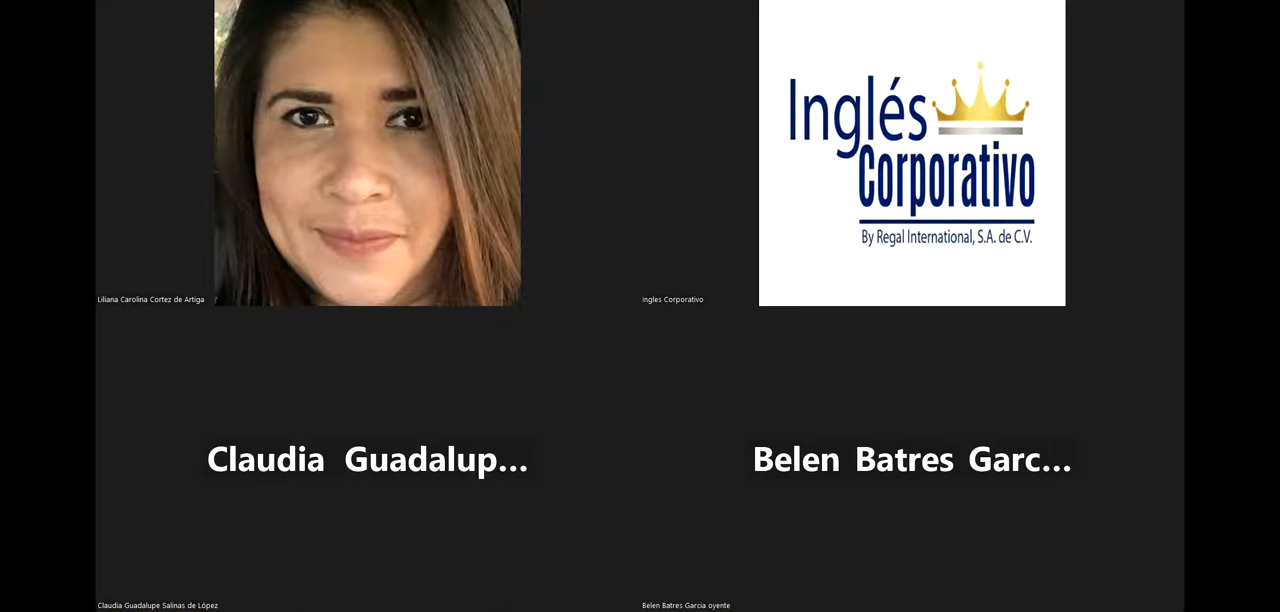 Inglés
Corporativo
By Regal International, S.A. de C.V.
Liliana Carolina Cortez de Artiga
Ingles Corporativo
Claudia Guadalup...
Belen Batres Garc...
Claudia Guadalupe Salinas de López
Belen Batres Garcia oyente